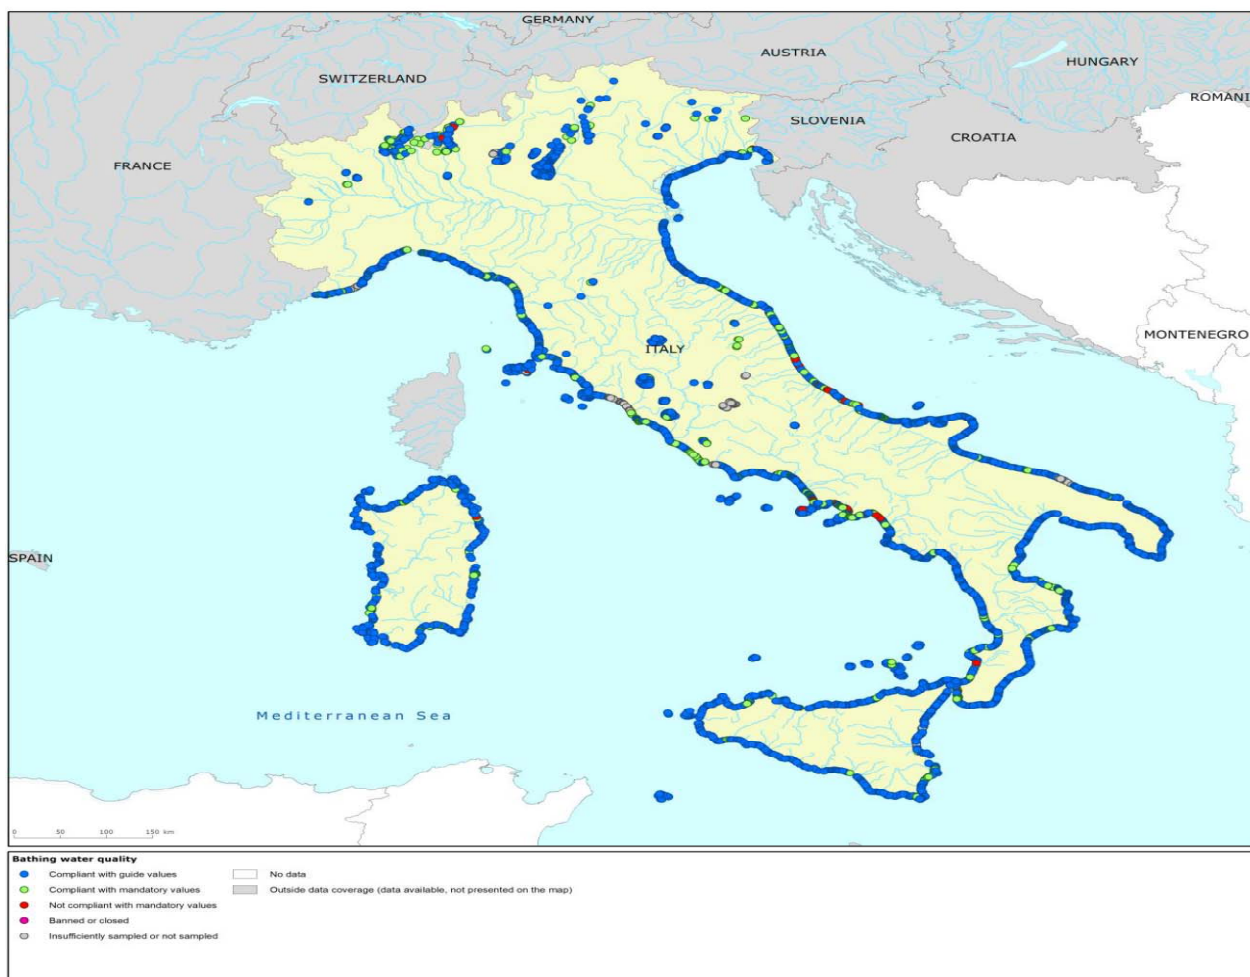 GERMANY
AUSTRIA
HUNGARY
SWITZERLAND
ROMANI
SLOVENIA
CROATIA
FRANCE
MONTENEGRO
ITALY
SPAIN
Mediterranean Sea
0 50 100 150 km
Bathing water quality
Compliant with guide values
Compliant with mandatory values
Not compliant with mandatory values
Banned or closed
Insufficiently sampled or not sampled
No data
Outside data coverage (data available, not presented on the map)